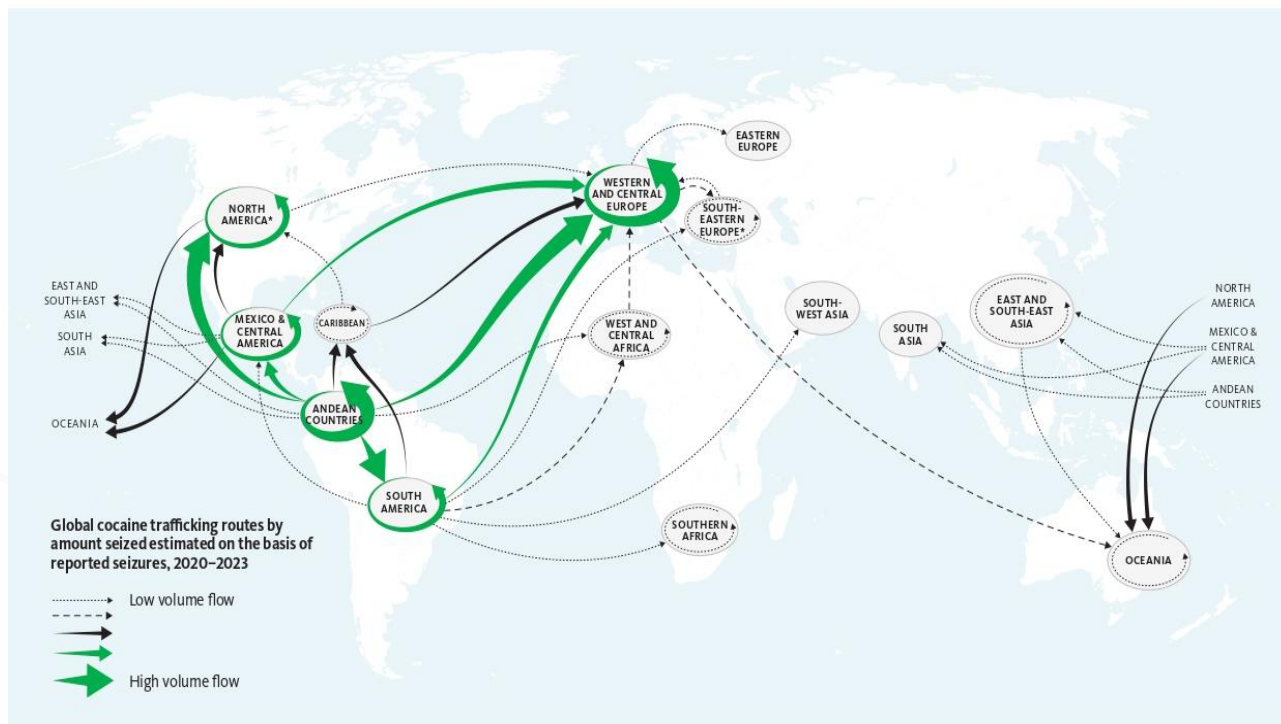 EASTERN
EUROPE
WESTERN
AND CENTRAL
EUROPE
NORTH
AMERICA*
SOUTH-
EASTERN
EUROPE*
EAST AND
SOUTH-EAST
ASIA
SOUTH
ASIA
OCEANIA
MEXICO &
CENTRAL
AMERICA
CARIBBEAN
WEST AND
CENTRAL
AFRICA
SOUTH-
WEST ASIA
SOUTH
ASIA
EAST AND
SOUTH-EAST
ASIA
NORTH
AMERICA
MEXICO &
CENTRAL
AMERICA
ANDEAN
COUNTRIES
ANDEAN
COUNTRIES
SOUTH
AMERICA
SOUTHERN
AFRICA
OCEANIA
Global cocaine trafficking routes by
amount seized estimated on the basis of
reported seizures, 2020–2023
Low volume flow
High volume flow